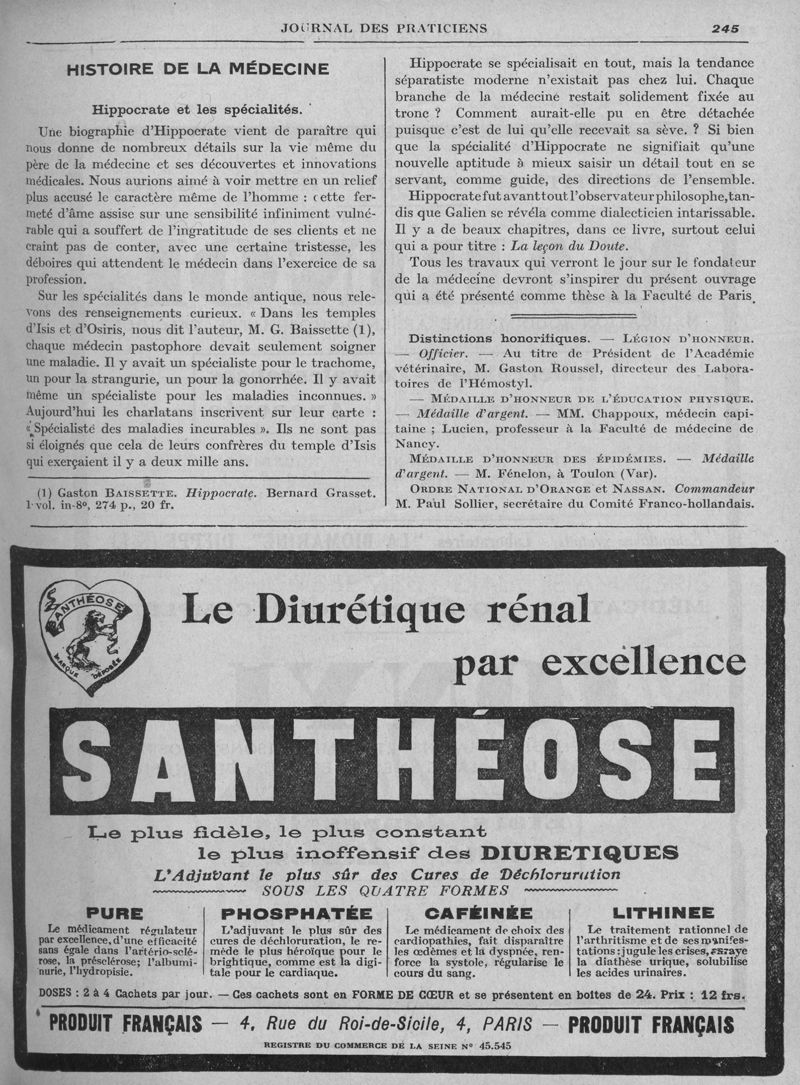 JOURNAL DES PRATICIENS
245
HISTOIRE DE LA MÉDECINE
Hippocrate et les spécialités.
Une biographie d'Hippocrate vient de paraître qui
nous donne de nombreux détails sur la vie même du
père de la médecine et ses découvertes et innovations
médicales. Nous aurions aimé à voir mettre en un relief
plus accusé le caractère même de l'homme : cette fer-
meté d'âme assise sur une sensibilité infiniment vulné-
rable qui a souffert de l'ingratitude de ses clients et ne
craint pas de conter, avec une certaine tristesse, les
déboires qui attendent le médecin dans l'exercice de sa
profession.
Sur les spécialités dans le monde antique, nous rele-
vons des renseignements curieux. « Dans les temples
d'Isis et d'Osiris, nous dit l'auteur, M. G. Baissette (1),
chaque médecin pastophore devait seulement soigner
une maladie. Il y avait un spécialiste pour le trachome,
un pour la strangurie, un pour la gonorrhée. Il y avait
même un spécialiste pour les maladies inconnues. »
Aujourd'hui les charlatans inscrivent sur leur carte :
« Spécialiste des maladies incurables ». Ils ne sont pas
si éloignés que cela de leurs confrères du temple d'Isis
qui exerçaient il y a deux mille ans.
(1) Gaston BAISSETTE. Hippocrate. Bernard Grasset.
1 vol. in-8º, 274 p., 20 fr.
Hippocrate se spécialisait en tout, mais la tendance
séparatiste moderne n'existait pas chez lui. Chaque
branche de la médecine restait solidement fixée au
tronc ? Comment aurait-elle pu en être détachée
puisque c'est de lui qu'elle recevait sa sève. ? Si bien
que la spécialité d'Hippocrate ne signifiait qu'une
nouvelle aptitude à mieux saisir un détail tout en se
servant, comme guide, des directions de l'ensemble.
Hippocrate fut avant tout l'observateur philosophe, tan-
dis que Galien se révéla comme dialecticien intarissable.
Il y a de beaux chapitres, dans ce livre, surtout celui
qui a pour titre : La leçon du Doute.
Tous les travaux qui verront le jour sur le fondateur
de la médecine devront s'inspirer du présent ouvrage
qui a été présenté comme thèse à la Faculté de Paris.
Distinctions honorifiques. — LÉGION D'HONNEUR.
— Officier. — Au titre de Président de l'Académie
vétérinaire, M. Gaston Roussel, directeur des Labora-
toires de l'Hémostyl.
— MÉDAILLE D'HONNEUR DE L'ÉDUCATION PHYSIQUE.
— Médaille d'argent. — MM. Chappoux, médecin capi-
taine ; Lucien, professeur à la Faculté de médecine de
Nancy.
MÉDAILLE D'HONNEUR DES ÉPIDÉMIES. — Médaille
d'argent. — M. Fénelon, à Toulon (Var).
ORDRE NATIONAL D'ORANGE et NASSAN. Commandeur
M. Paul Sollier, secrétaire du Comité Franco-hollandais.
SANTHÉOSE
MARQUE DÉPOSÉE
Le Diurétique rénal
par excellence
SANTHÉOSE
Le plus fidèle, le plus constant
le plus inoffensif des DIURETIQUES
L'Adjuvant le plus sûr des Cures de Déchloruration
SOUS LES QUATRE FORMES
PURE
Le médicament régulateur
par excellence, d'une efficacité
sans égale dans l'artério-sclé-
rose, la présclérose; l'albumi-
nurie, l'hydropisie.
PHOSPHATÉE
L'adjuvant le plus sûr des
cures de déchloruration, le re-
mède le plus héroïque pour le
brightique, comme est la digi-
tale pour le cardiaque.
CAFÉINÉE
Le médicament de choix des
cardiopathies, fait disparaître
les œdèmes et la dyspnée, ren-
force la systole, régularise le
cours du sang.
LITHINEE
Le traitement rationnel de
l'arthritisme et de ses manifes-
tations : jugule les crises, enraye
la diathèse urique, solubilise
les acides urinaires.
DOSES : 2 à 4 Cachets par jour. — Ces cachets sont en FORME DE CŒUR et se présentent en boîtes de 24. Prix : 12 frs.
PRODUIT FRANÇAIS — 4, Rue du Roi-de-Sicile, 4, PARIS — PRODUIT FRANÇAIS
REGISTRE DU COMMERCE DE LA SEINE Nº 45.545